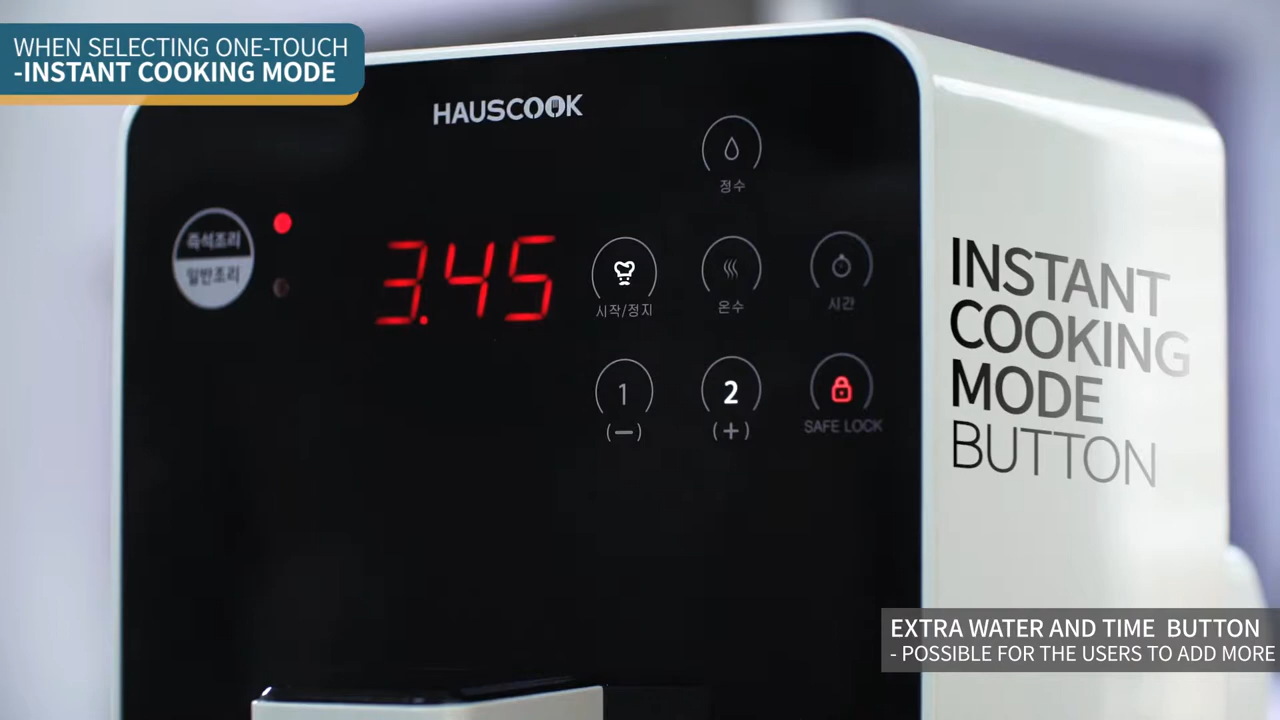 WHEN SELECTING ONE-TOUCH
-INSTANT COOKING MODE
HAUSCOOK
정수
즉석조리
일반조리
3.45
시작/정지
온수
시간
1
(-)
2
(+)
SAFE LOCK
INSTANT
COOKING
MODE
BUTTON
EXTRA WATER AND TIME BUTTON
- POSSIBLE FOR THE USERS TO ADD MORE